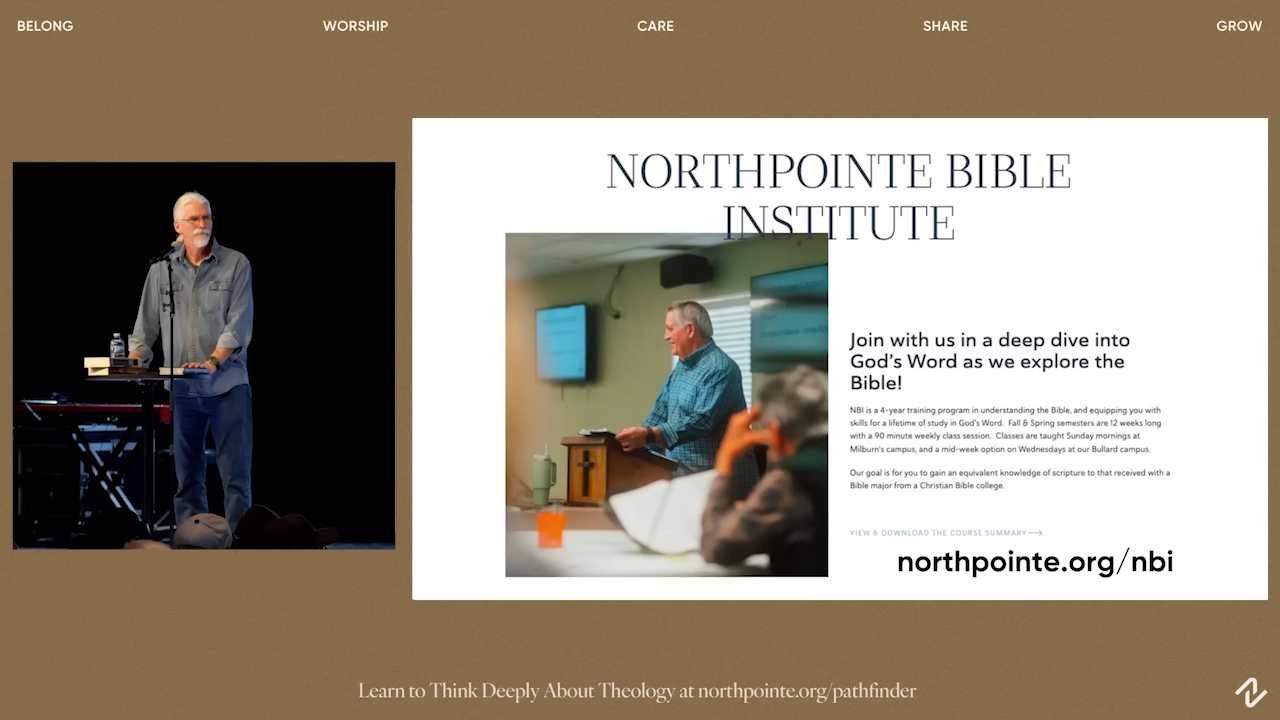 BELONG
WORSHIP
CARE
SHARE
GROW
NORTHPOINTE BIBLE
INSTITUTE
Join with us in a deep dive into
God's Word as we explore the
Bible!
NBI is a 4-year training program in understanding the Bible, and equipping you with
skills for a lifetime of study in God's Word. Fall & Spring semesters are 12 weeks long
with a 90 minute weekly class session. Classes are taught Sunday mornings at
Milburn's campus, and a mid-week option on Wednesdays at our Bullard campus.
Our goal is for you to gain an equivalent knowledge of scripture to that received with a
Bible major from a Christian Bible college.
VIEW & DOWNLOAD THE COURSE SUMMARY
northpointe.org/nbi
Learn to Think Deeply About Theology at northpointe.org/pathfinder